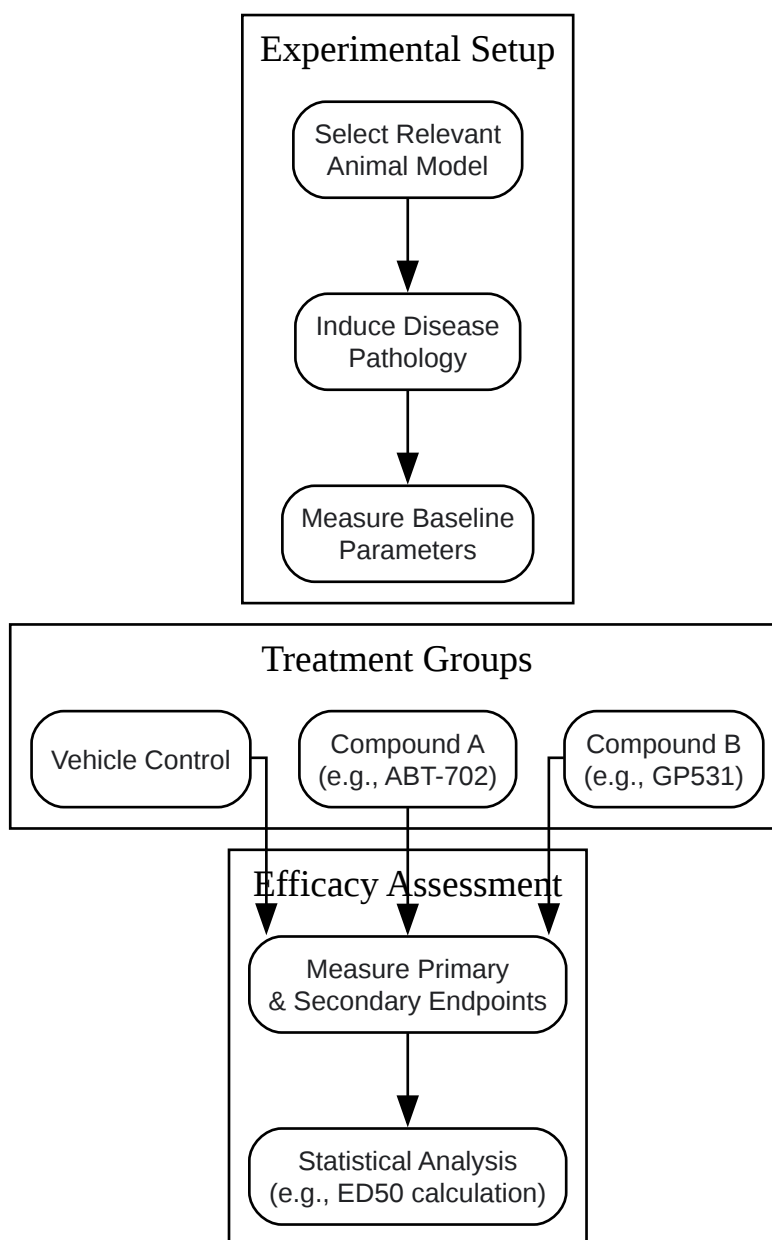 Experimental Setup
Select Relevant
Animal Model
Induce Disease
Pathology
Measure Baseline
Parameters
Treatment Groups
Vehicle Control
Compound A
(e.g., ABT-702)
Compound B
(e.g., GP531)
Efficacy Assessment
Measure Primary
& Secondary Endpoints
Statistical Analysis
(e.g., ED50 calculation)